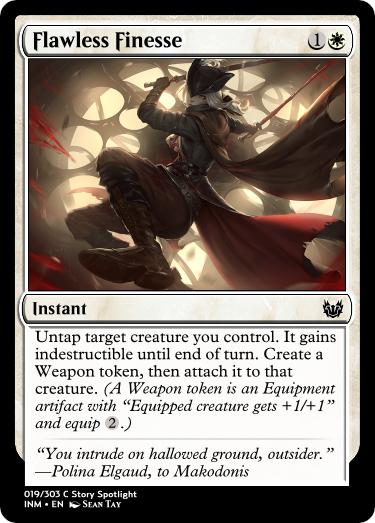 Flawless Finesse 1
Instant
Untap target creature you control. It gains
indestructible until end of turn. Create a
Weapon token, then attach it to that
creature. (A Weapon token is an Equipment
artifact with “Equipped creature gets +1/+1”
and equip 2.)
“You intrude on hallowed ground, outsider.”
—Polina Elgaud, to Makodonis
019/303 C Story Spotlight
INM • EN Sean Tay